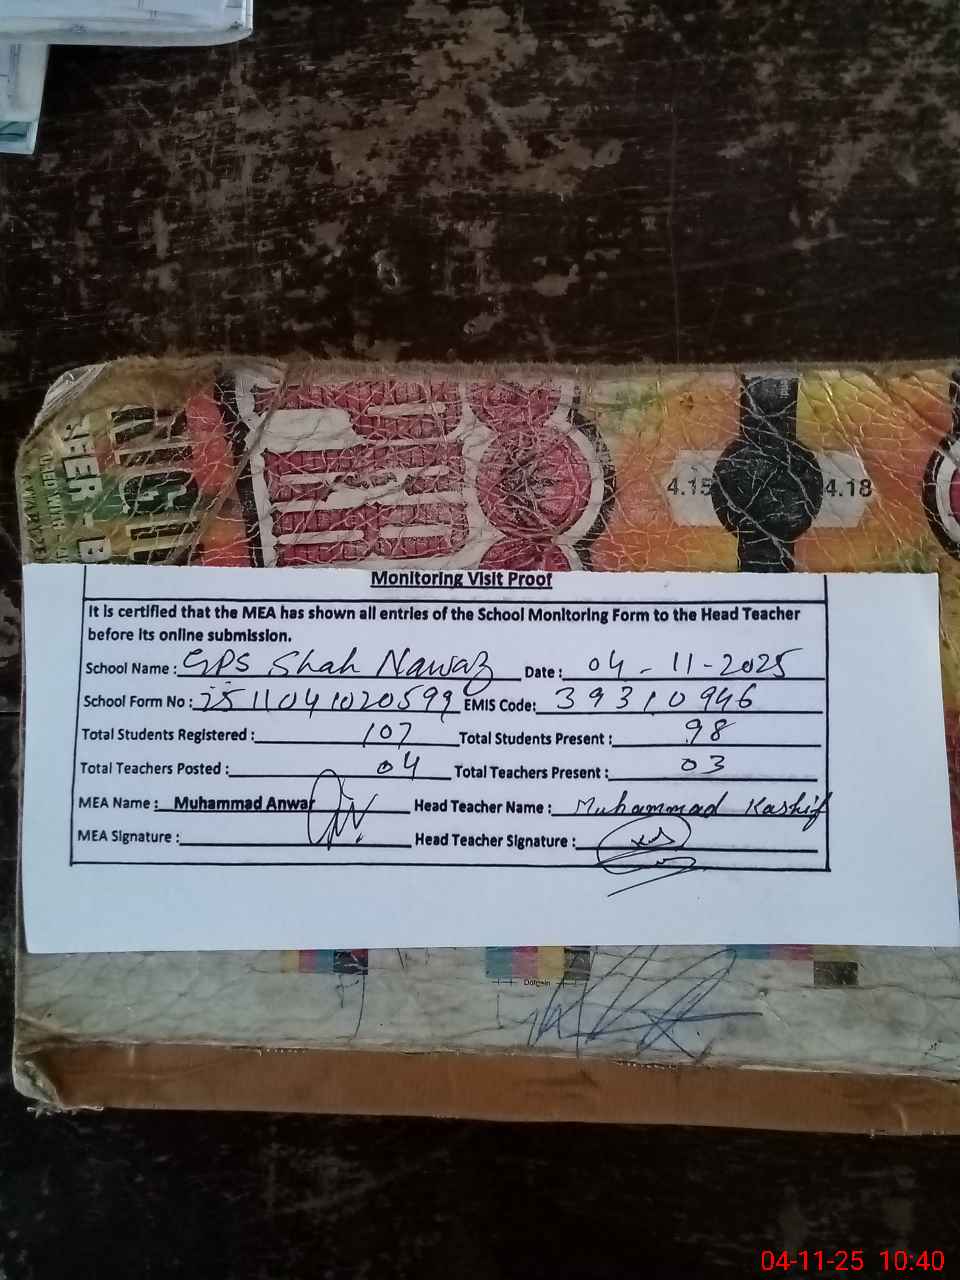 4.15 4.18
Monitoring Visit Proof
It is certified that the MEA has shown all entries of the School Monitoring Form to the Head Teacher
before its online submission.
School Name : GPS Shah Nawaz Date : 04-11-2025
School Form No : 2511041020599 EMIS Code: 39310946
Total Students Registered : 107 Total Students Present : 98
Total Teachers Posted : 04 Total Teachers Present : 03
MEA Name : Muhammad Anwar Head Teacher Name : Muhammad Kashif
MEA Signature : Head Teacher Signature :
04-11-25 10:40